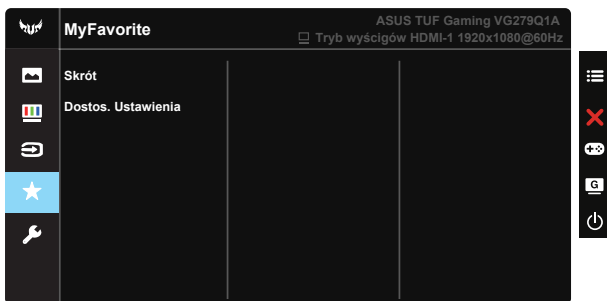 MyFavorite
ASUS TUF Gaming VG279Q1A
Tryb wyścigów HDMI-1 1920x1080@60Hz
Skrót
Dostos. Ustawienia
G